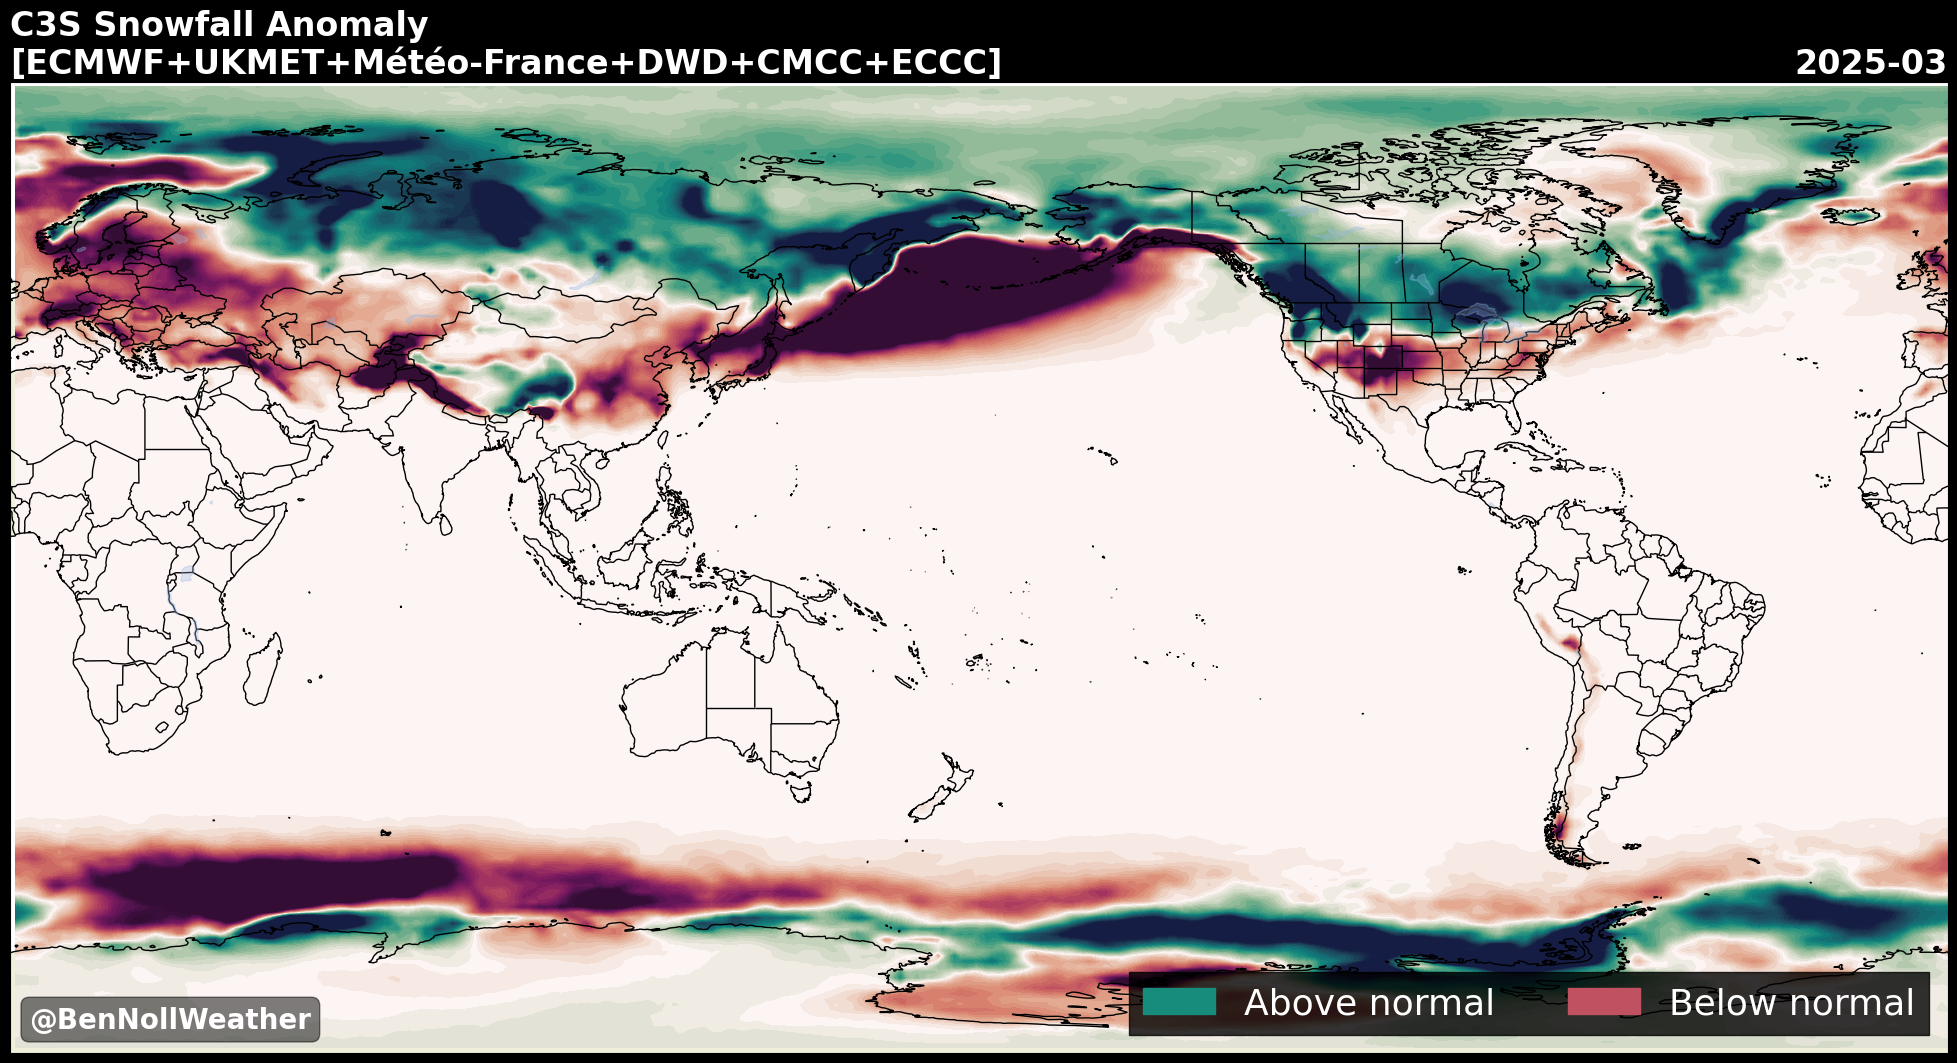 C3S Snowfall Anomaly
[ECMWF+UKMET+Météo-France+DWD+CMCC+ECCC]
2025-03
@BenNollWeather
Above normal
Below normal